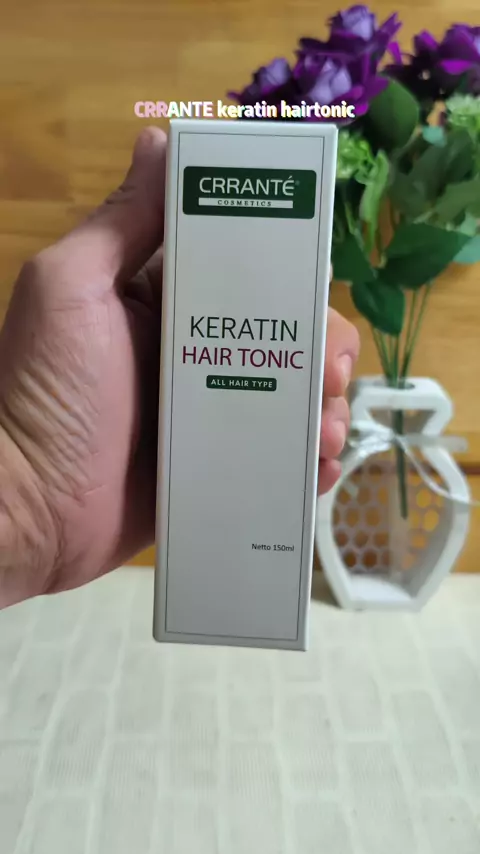 CRRANTE keratin hairtonic
CRRANTÉ®
COSMETICS
KERATIN
HAIR TONIC
ALL HAIR TYPE
Netto 150ml